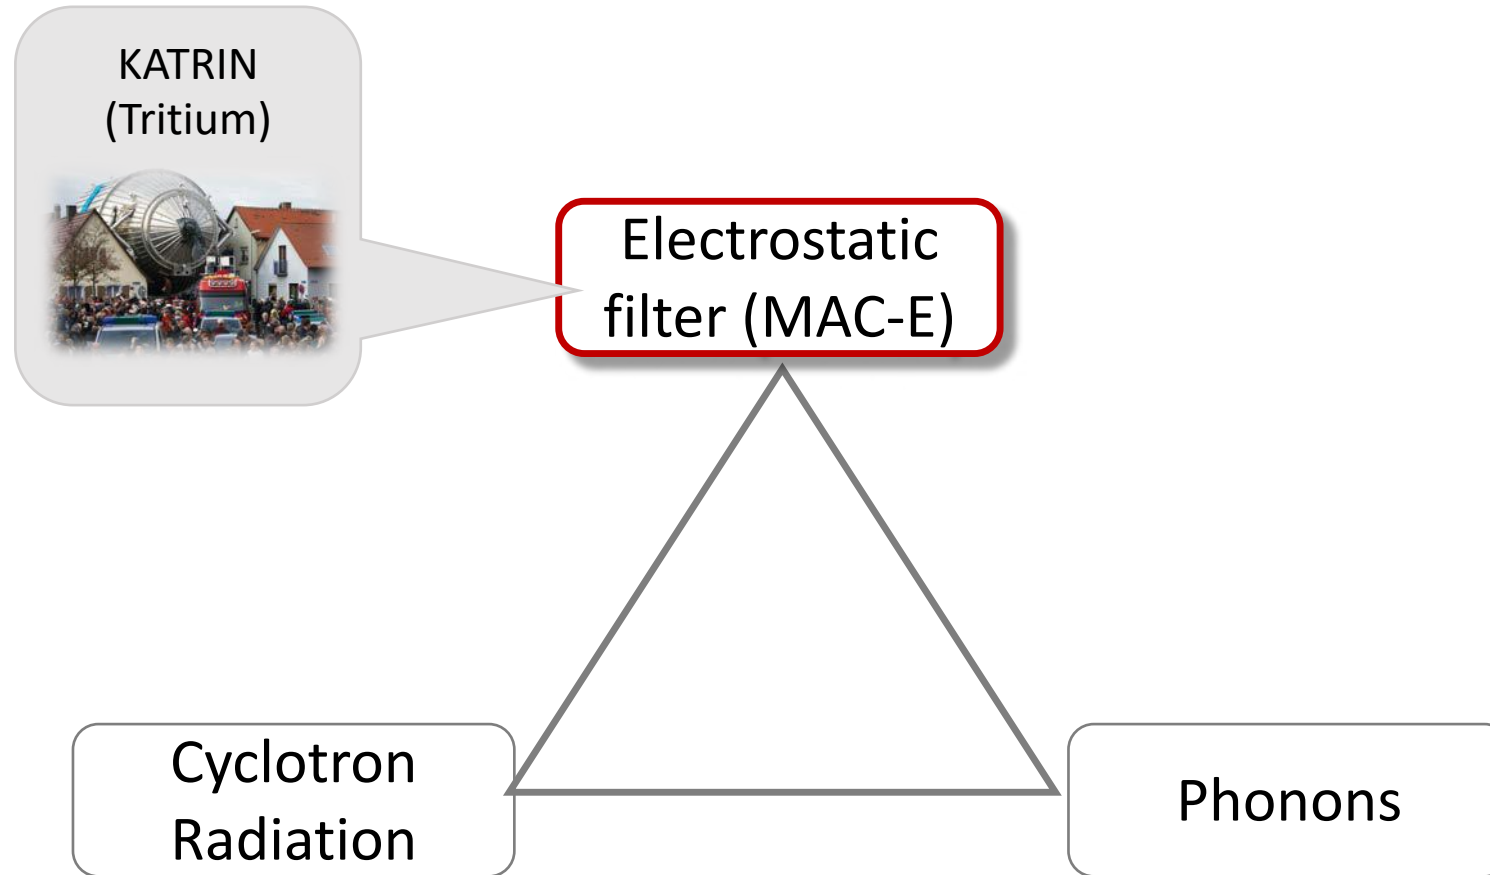 KATRIN
(Tritium)
Electrostatic
filter (MAC-E)
Cyclotron
Radiation
Phonons